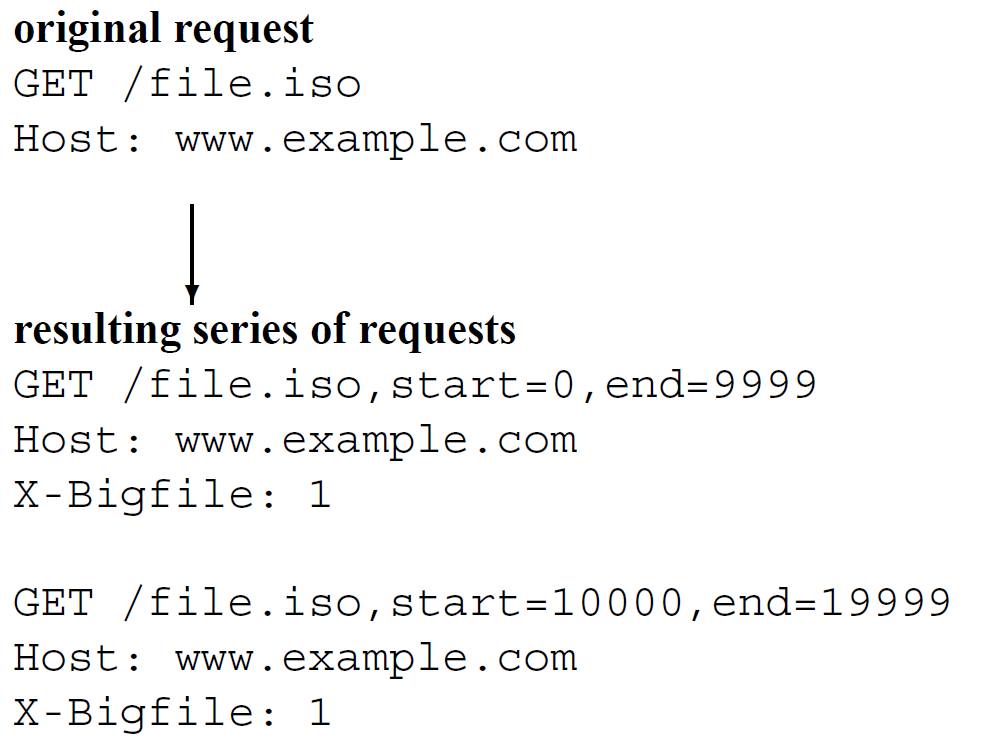 original request
GET /file.iso
Host: www.example.com
resulting series of requests
GET /file.iso,start=0,end=9999
Host: www.example.com
X-Bigfile: 1
GET /file.iso,start=10000,end=19999
Host: www.example.com
X-Bigfile: 1